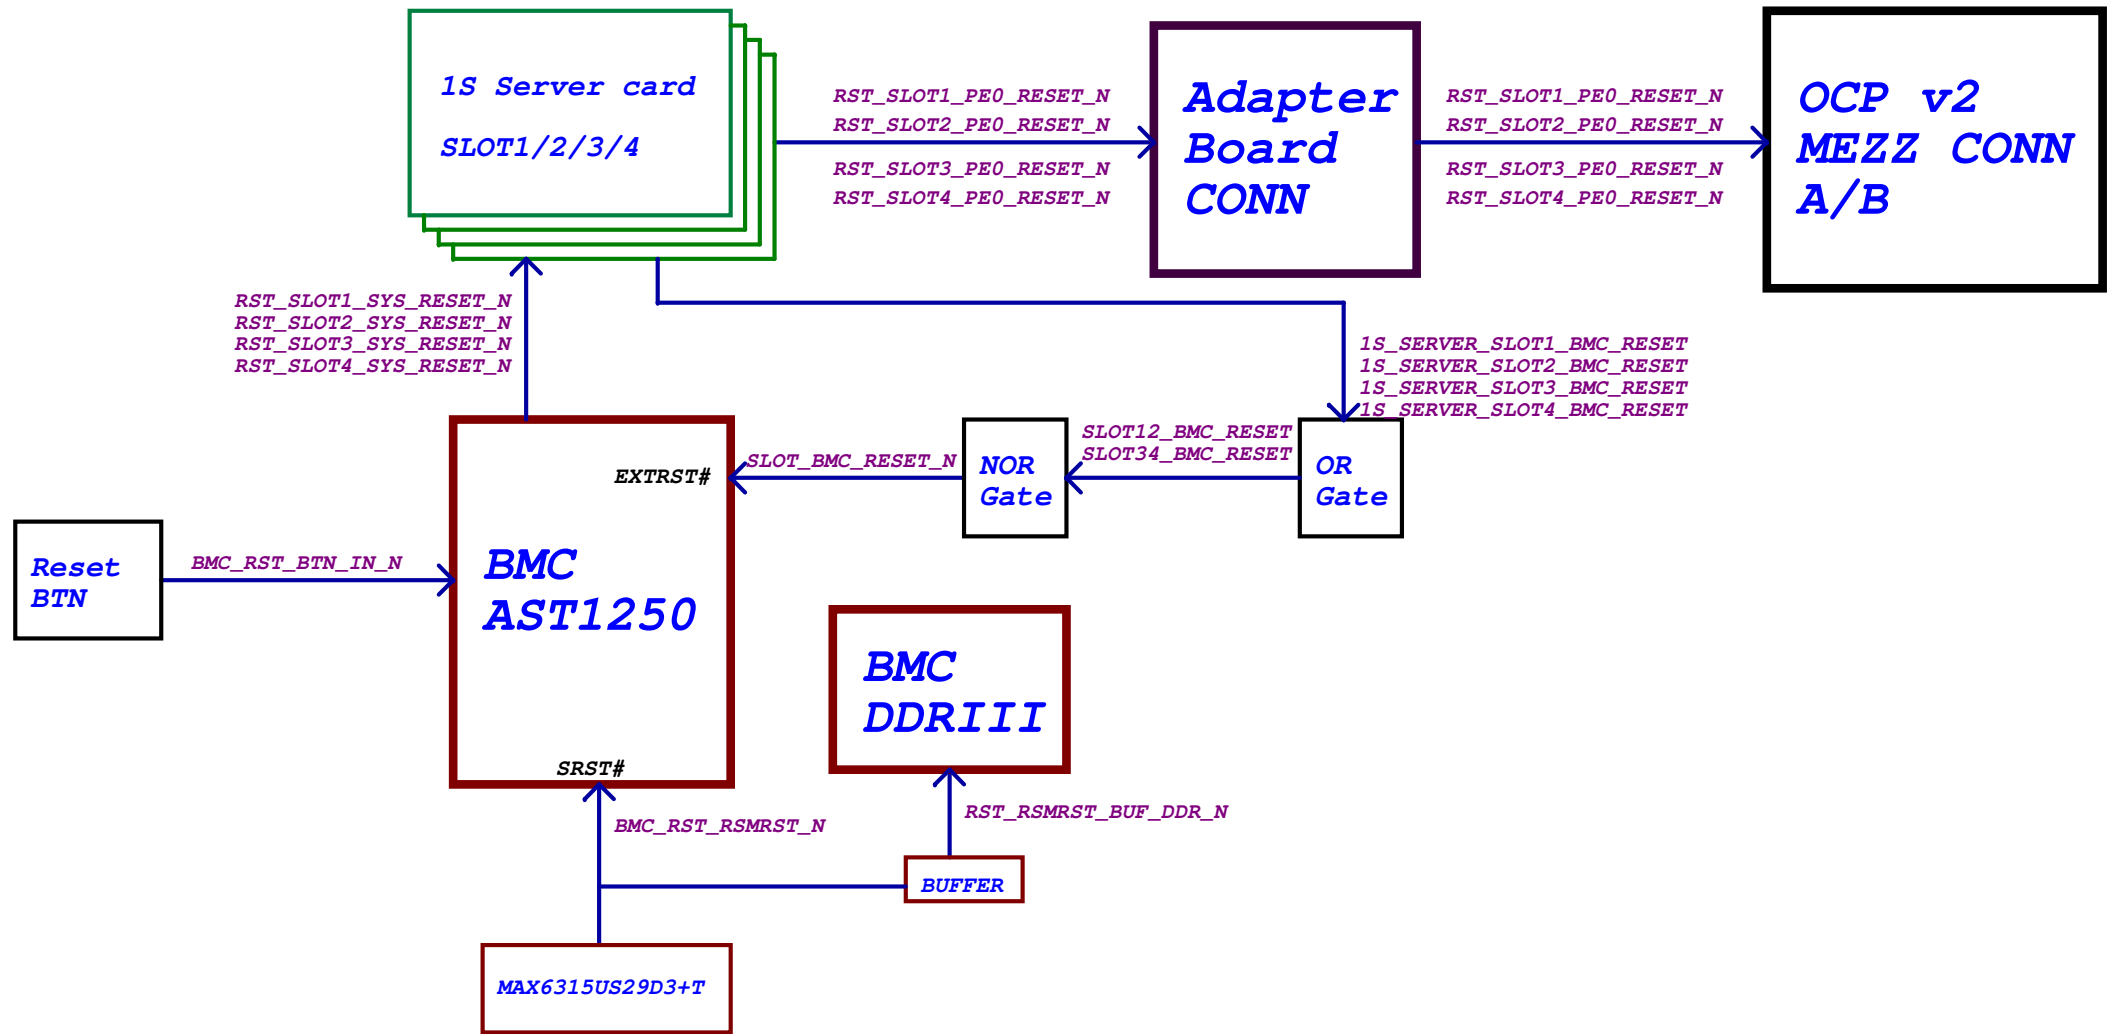 1S Server card
SLOT1/2/3/4
RST_SLOT1_PE0_RESET_N
RST_SLOT2_PE0_RESET_N
RST_SLOT3_PE0_RESET_N
RST_SLOT4_PE0_RESET_N
Adapter
Board
CONN
RST_SLOT1_PE0_RESET_N
RST_SLOT2_PE0_RESET_N
RST_SLOT3_PE0_RESET_N
RST_SLOT4_PE0_RESET_N
OCP v2
MEZZ CONN
A/B
RST_SLOT1_SYS_RESET_N
RST_SLOT2_SYS_RESET_N
RST_SLOT3_SYS_RESET_N
RST_SLOT4_SYS_RESET_N
1S_SERVER_SLOT1_BMC_RESET
1S_SERVER_SLOT2_BMC_RESET
1S_SERVER_SLOT3_BMC_RESET
1S_SERVER_SLOT4_BMC_RESET
EXTRST#
SLOT_BMC_RESET_N
NOR
Gate
SLOT12_BMC_RESET
SLOT34_BMC_RESET
OR
Gate
Reset
BTN
BMC_RST_BTN_IN_N
BMC
AST1250
SRST#
BMC
DDRIII
BMC_RST_RSMRST_N
RST_RSMRST_BUF_DDR_N
BUFFER
MAX6315US29D3+T